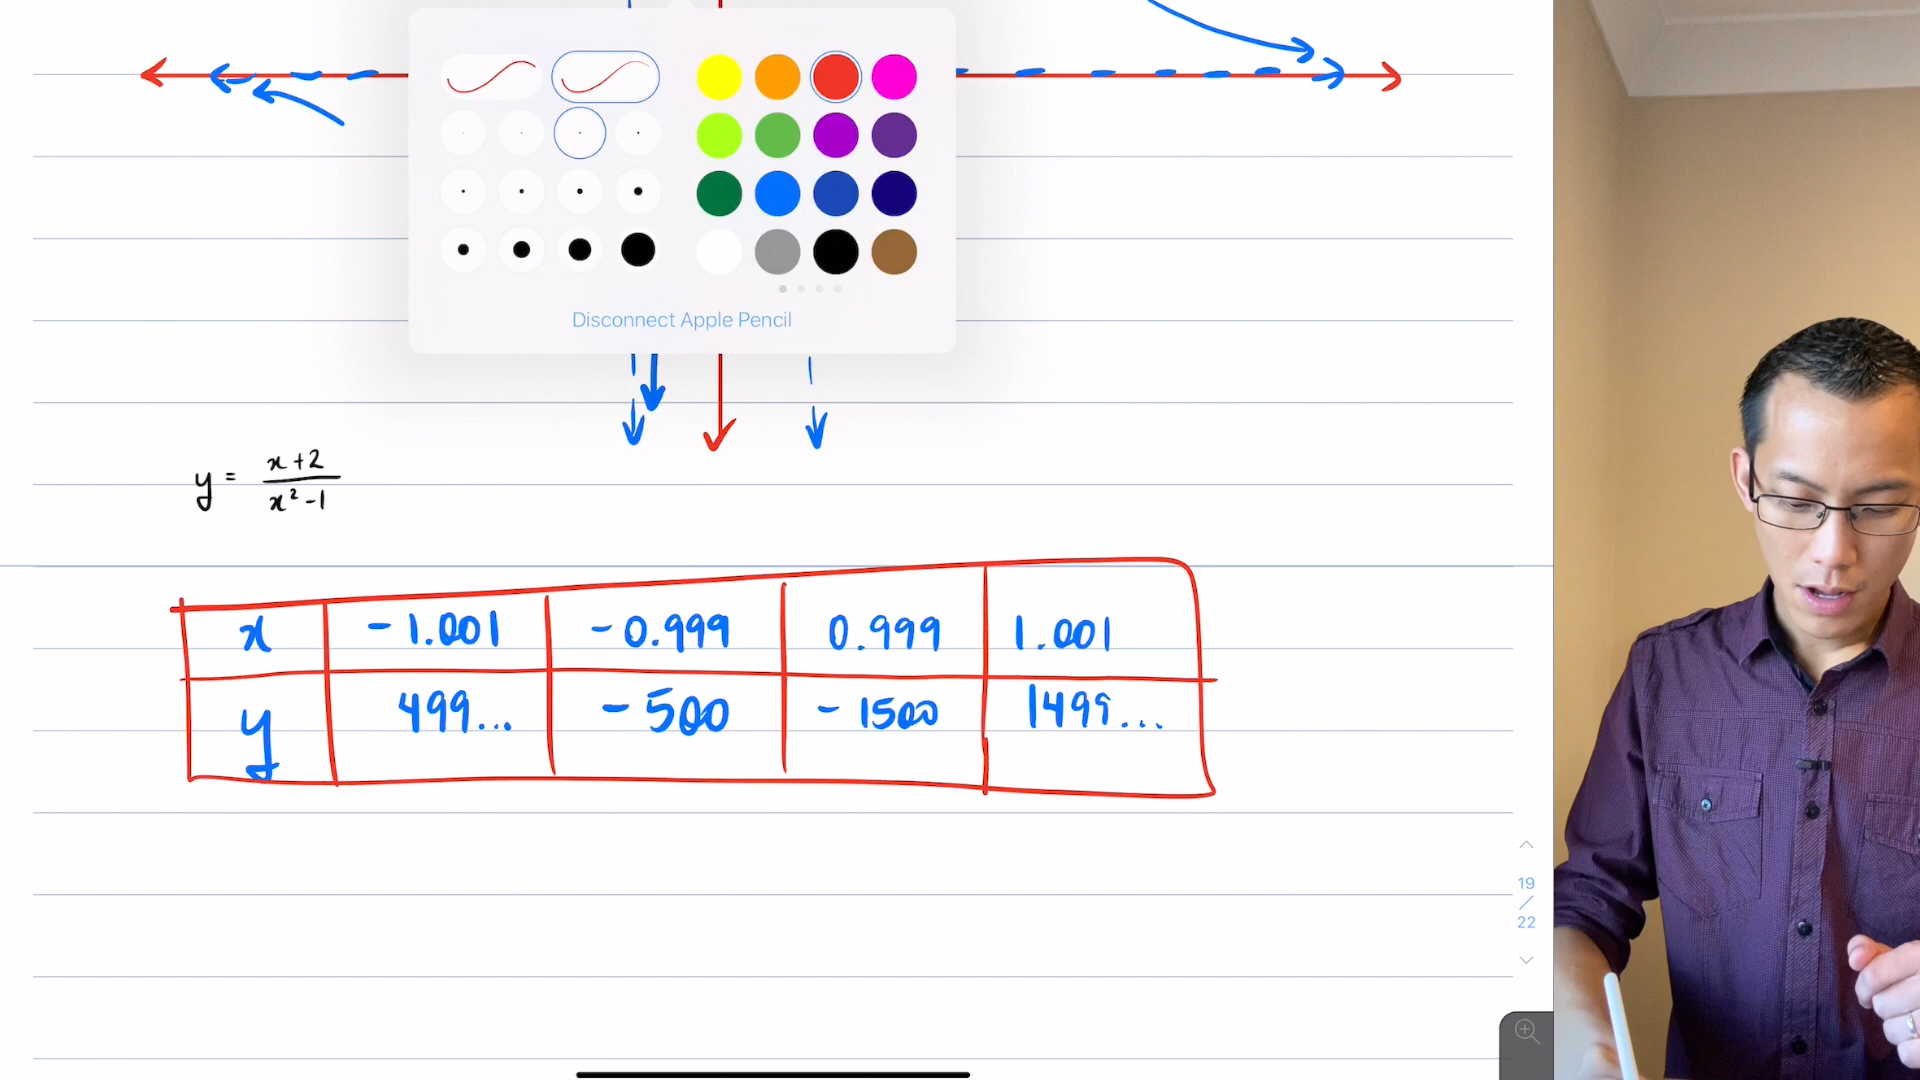 Disconnect Apple Pencil
y = x+2
x²-1
x -1.001 -0.999 0.999 1.001
y 499... -500 -1500 1499...
19
/
22